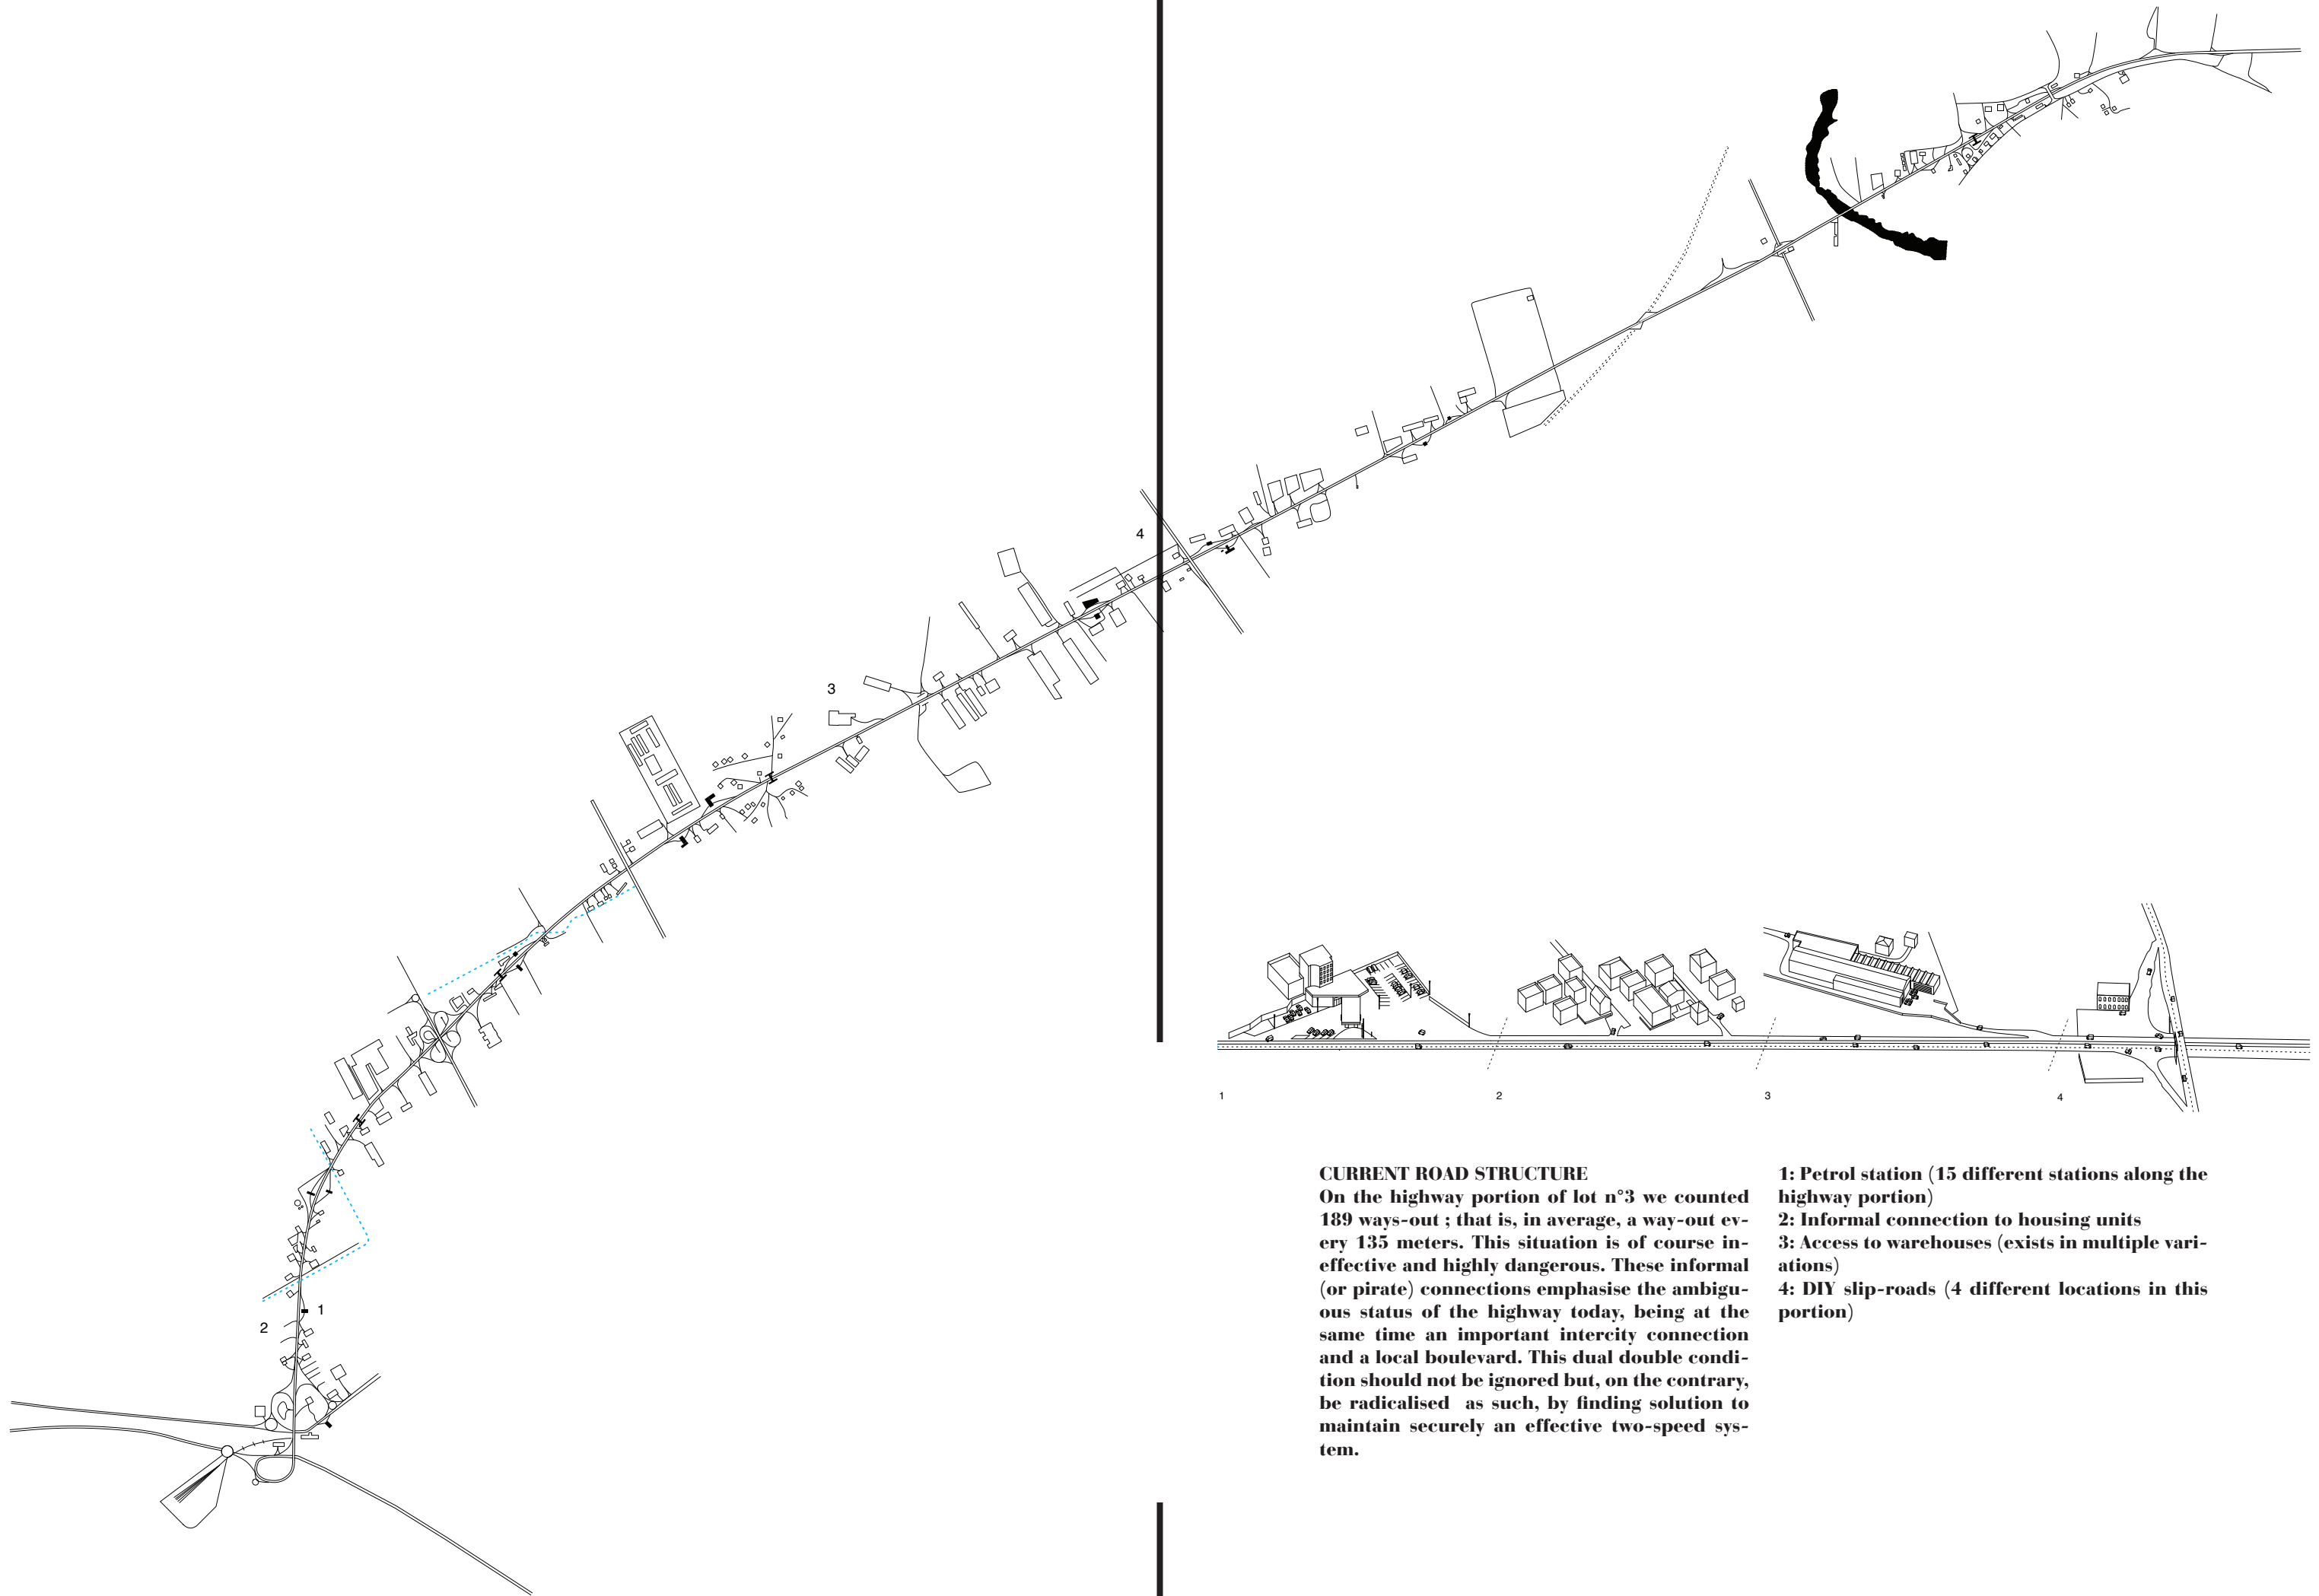 4
3
1
2
1
2
3
4
CURRENT ROAD STRUCTURE
On the highway portion of lot n°3 we counted
189 ways-out ; that is, in average, a way-out ev-
ery 135 meters. This situation is of course in-
effective and highly dangerous. These informal
(or pirate) connections emphasise the ambigu-
ous status of the highway today, being at the
same time an important intercity connection
and a local boulevard. This dual double condi-
tion should not be ignored but, on the contrary,
be radicalised as such, by finding solution to
maintain securely an effective two-speed sys-
tem.
1: Petrol station (15 different stations along the
highway portion)
2: Informal connection to housing units
3: Access to warehouses (exists in multiple vari-
ations)
4: DIY slip-roads (4 different locations in this
portion)